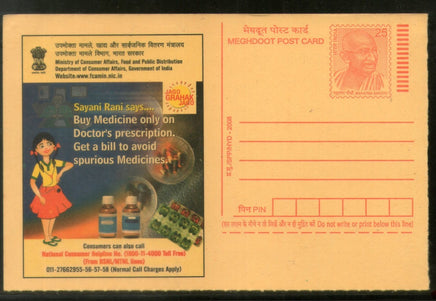 उपभोक्ता मामले, खाद्य और सार्वजनिक वितरण मंत्रालय
उपभोक्ता मामले विभाग, भारत सरकार
Ministry of Consumer Affairs, Food and Public Distribution
Department of Consumer Affairs, Government of India
Website:www.fcamin.nic.in
JAGO
GRAHAK
JAGO
Sayani Rani says....
Buy Medicine only on
Doctor's prescription.
Get a bill to avoid
spurious Medicines.
Consumers can also call
National Consumer Helpline No. (1800-11-4000 Toll Free)
(From BSNL/MTNL lines)
011-27662955-56-57-58 (Normal Call Charges Apply)
मेघदूत पोस्ट कार्ड
MEGHDOOT POST CARD
25
2008
पिन PIN
Do not write or print below this line)